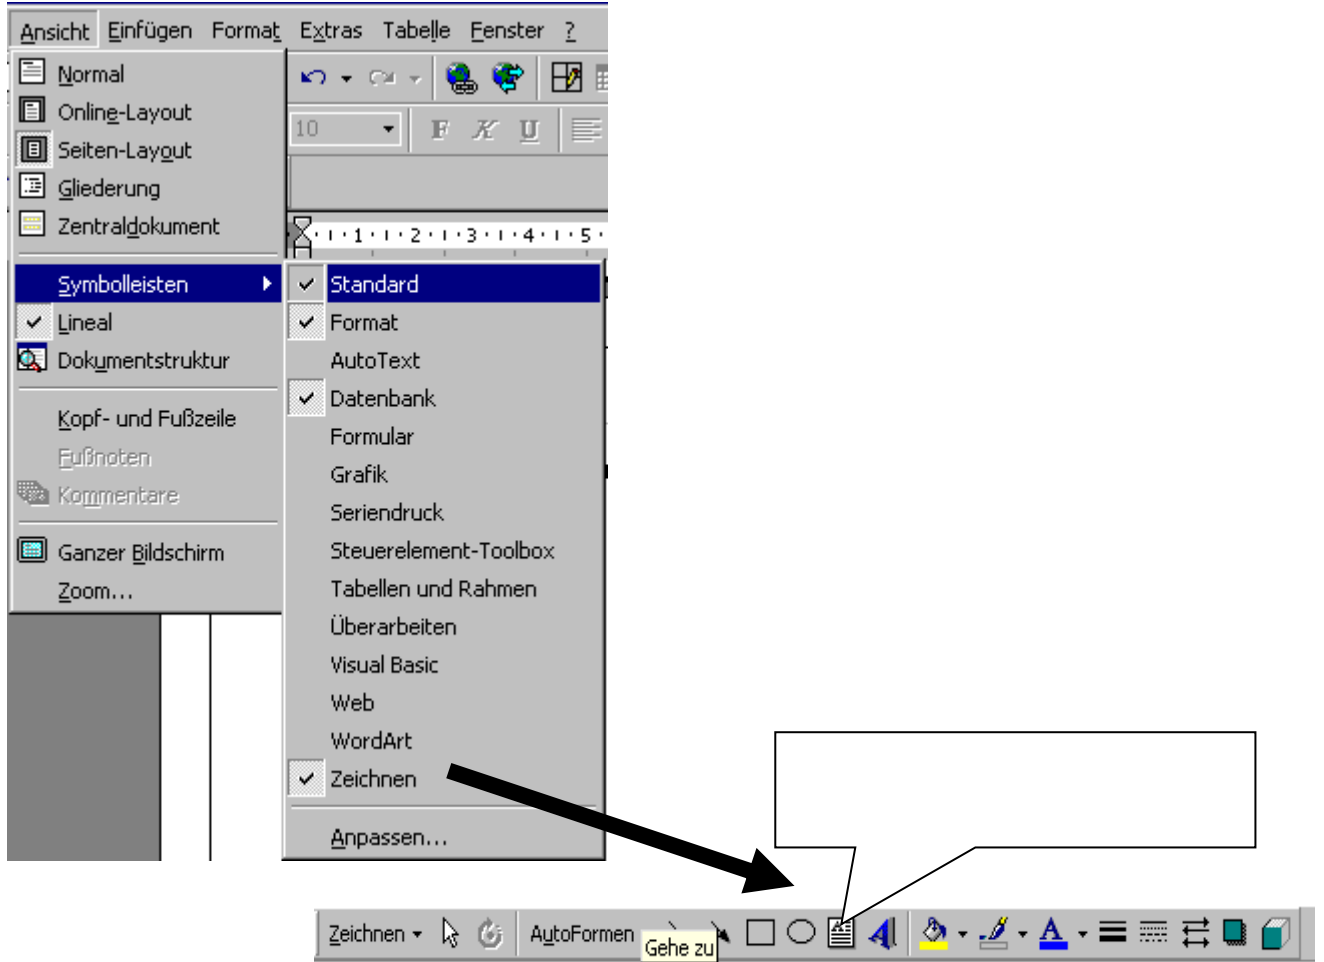 Ansicht Einfügen Format Extras Tabelle Fenster ?
Normal
Online-Layout
Seiten-Layout
Gliederung
Zentraldokument
10 F K U
1 2 3 4 5
Symbolleisten
Lineal
Dokumentstruktur
Kopf- und Fußzeile
Fußnoten
Kommentare
Ganzer Bildschirm
Zoom...
Standard
Format
AutoText
Datenbank
Formular
Grafik
Seriendruck
Steuerelement-Toolbox
Tabellen und Rahmen
Überarbeiten
Visual Basic
Web
WordArt
Zeichnen
Anpassen...
Zeichnen AutoFormen A A
Gehe zu